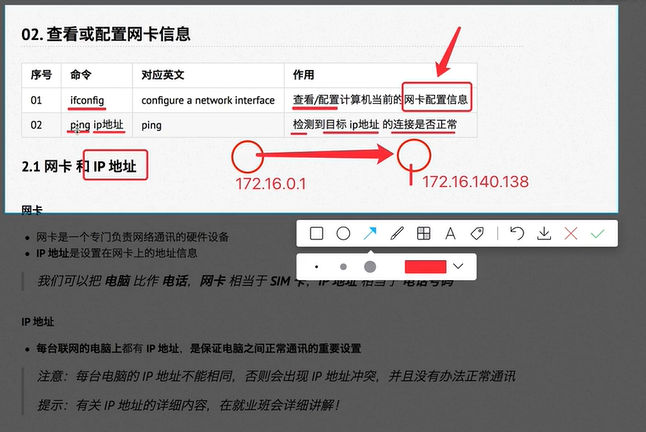 02. 查看或配置网卡信息
序号 命令 对应英文 作用
01 ifconfig configure a network interface 查看/配置计算机当前的网卡配置信息
02 ping ip地址 ping 检测到目标 ip地址 的连接是否正常
2.1 网卡 和 IP 地址
172.16.0.1
172.16.140.138
网卡
网卡是一个专门负责网络通讯的硬件设备
IP 地址是设置在网卡上的地址信息
我们可以把 电脑 比作 电话，网卡 相当于 SIM 卡，IP 地址 相当于 电话号码
IP 地址
每台联网的电脑上都有 IP 地址，是保证电脑之间正常通讯的重要设置
注意：每台电脑的 IP 地址不能相同，否则会出现 IP 地址冲突，并且没有办法正常通讯
提示：有关 IP 地址的详细内容，在就业班会详细讲解！